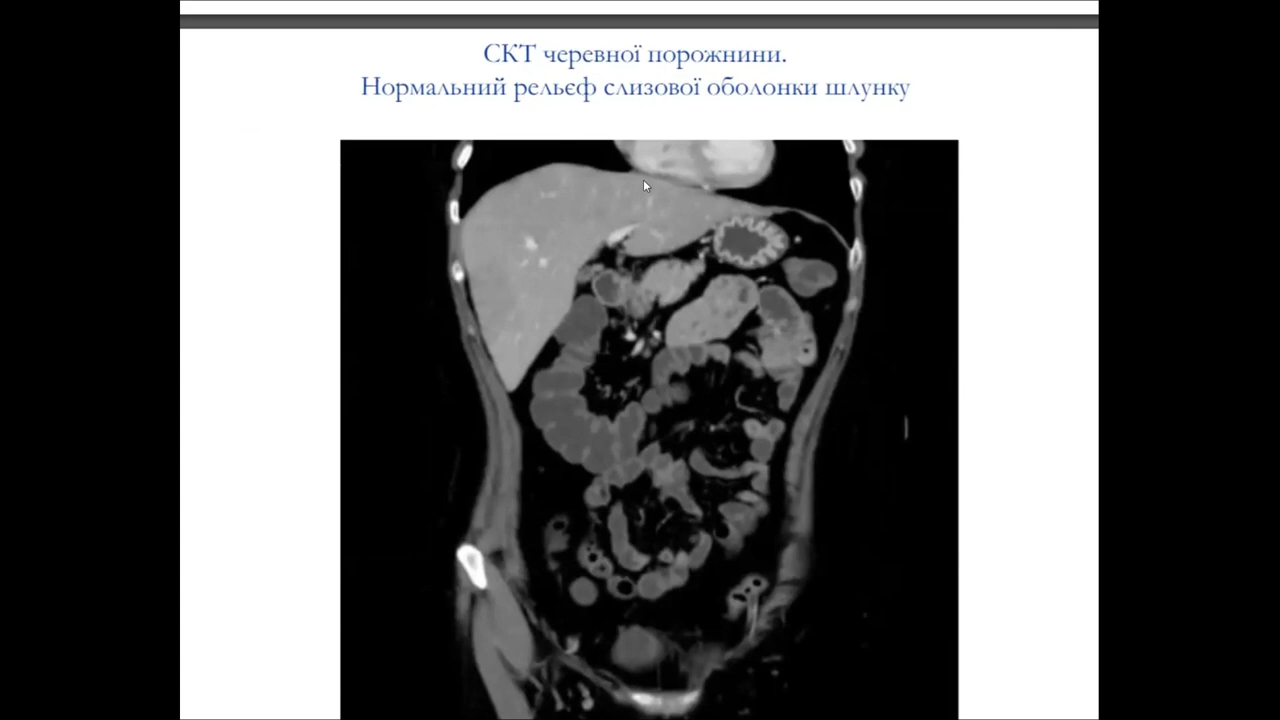 СКТ черевної порожнини.
Нормальний рельєф слизової оболонки шлунку